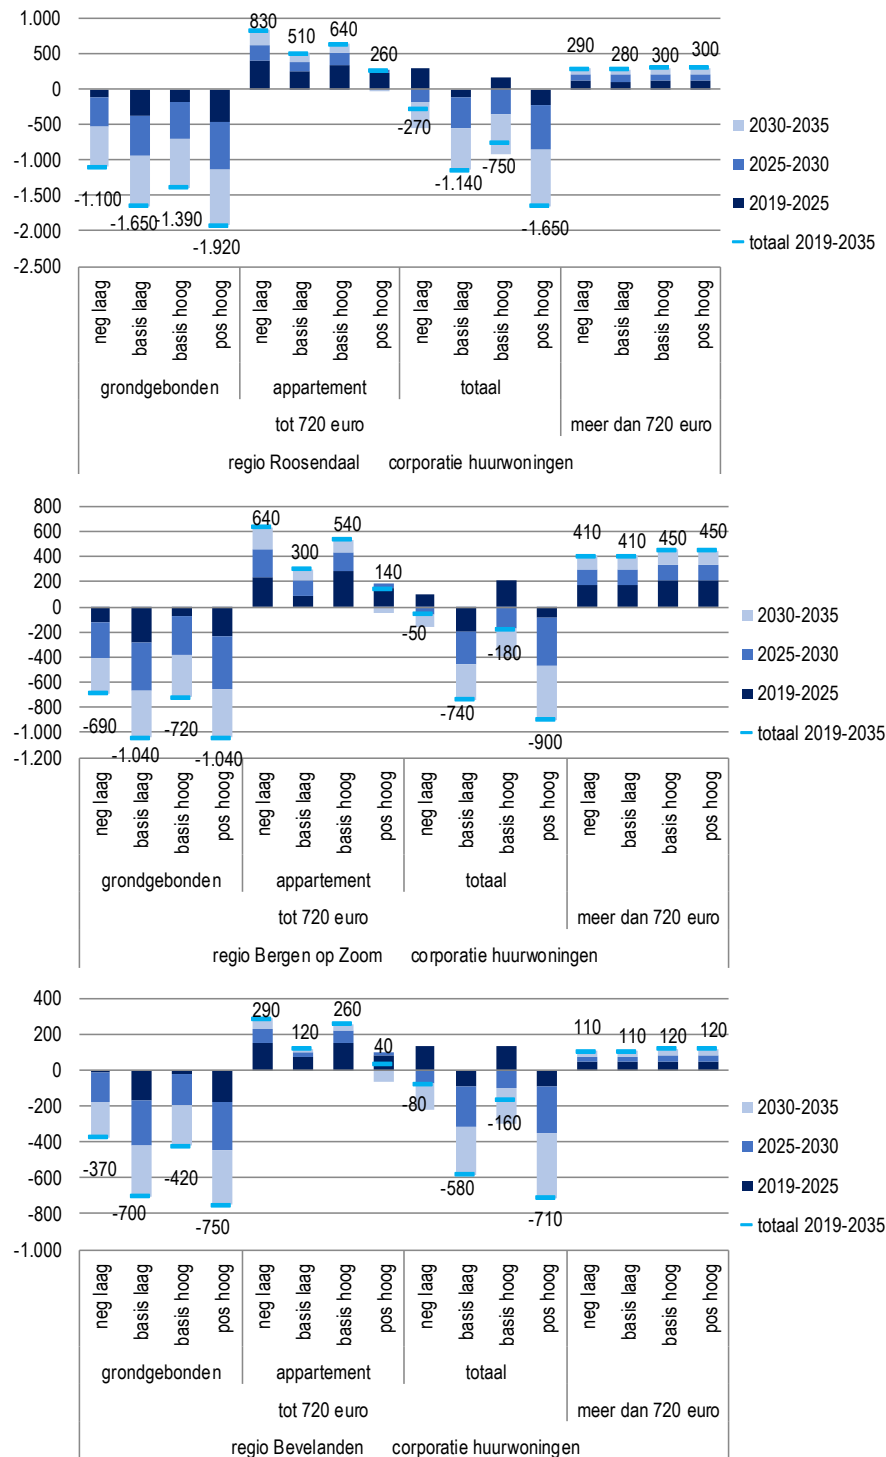 1.000
500
0
-500
-1.000
-1.500
-2.000
-2.500
830 510 640 260 290 280 300 300
-1.100 -1.650 -1.390 -1.920 -270 -1.140 -750 -1.650
2030-2035
2025-2030
2019-2025
totaal 2019-2035
neg laag basis laag basis hoog pos hoog neg laag basis laag basis hoog pos hoog neg laag basis laag basis hoog pos hoog neg laag basis laag basis hoog pos hoog
grondgebonden appartement totaal
tot 720 euro meer dan 720 euro
regio Roosendaal corporatie huurwoningen
800
600
400
200
0
-200
-400
-600
-800
-1.000
-1.200
640 300 540 140 410 410 450 450
-690 -1.040 -720 -1.040 -50 -740 -180 -900
2030-2035
2025-2030
2019-2025
totaal 2019-2035
neg laag basis laag basis hoog pos hoog neg laag basis laag basis hoog pos hoog neg laag basis laag basis hoog pos hoog neg laag basis laag basis hoog pos hoog
grondgebonden appartement totaal
tot 720 euro meer dan 720 euro
regio Bergen op Zoom corporatie huurwoningen
400
200
0
-200
-400
-600
-800
-1.000
290 120 260 40 110 110 120 120
-370 -700 -420 -750 -80 -580 -160 -710
2030-2035
2025-2030
2019-2025
totaal 2019-2035
neg laag basis laag basis hoog pos hoog neg laag basis laag basis hoog pos hoog neg laag basis laag basis hoog pos hoog neg laag basis laag basis hoog pos hoog
grondgebonden appartement totaal
tot 720 euro meer dan 720 euro
regio Bevelanden corporatie huurwoningen